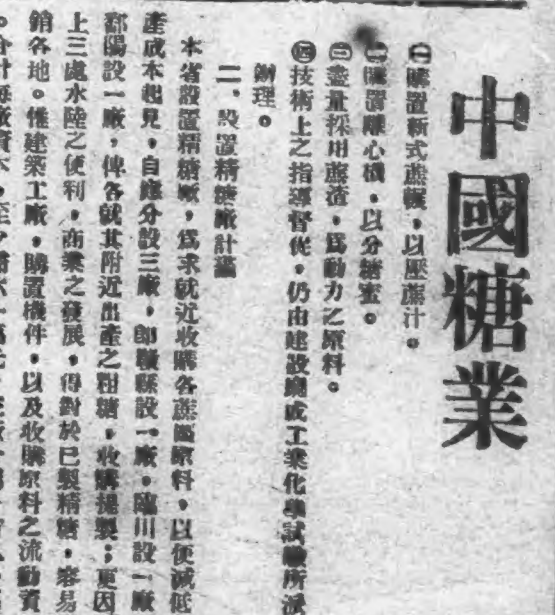 中國糖業
㊀購置新式蔗輾，以壓蔗汁。
㊁購置離心機，以分糖蜜。
㊂盡量採用蔗渣，爲動力之原料。
㊃技術上之指導督促，仍由建設廳或工業化學試驗所派
辦理。
二、設置精糖廠計畫
本省設置精糖廠，爲求就近收購各蔗區原料，以便減低
產成本起見，自應分設三廠，卽贛縣設一廠，臨川設一廠
鄱陽設一廠，俾各就其附近出產之粗糖，收購提製；更因
上三處水陸之便利，商業之發展，得對於已製精糖，容易
銷各地。惟建築工廠，購置機件，以及收購原料之流動資